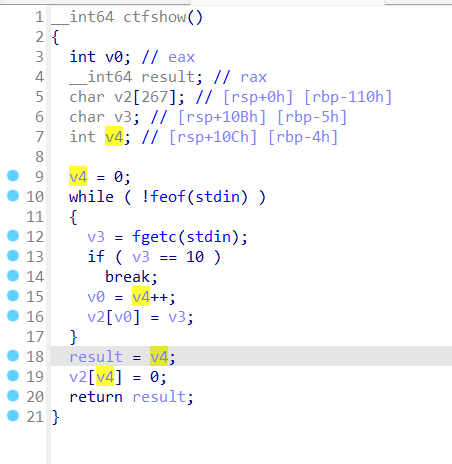 1 __int64 ctfshow()
2 {
3 int v0; // eax
4 __int64 result; // rax
5 char v2[267]; // [rsp+0h] [rbp-110h]
6 char v3; // [rsp+10Bh] [rbp-5h]
7 int v4; // [rsp+10Ch] [rbp-4h]
8
9 v4 = 0;
10 while ( !feof(stdin) )
11 {
12 v3 = fgetc(stdin);
13 if ( v3 == 10 )
14 break;
15 v0 = v4++;
16 v2[v0] = v3;
17 }
18 result = v4;
19 v2[v4] = 0;
20 return result;
21 }